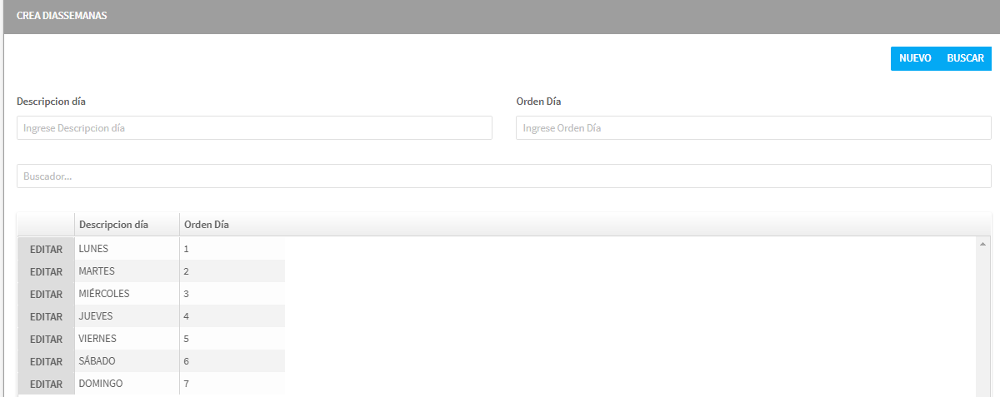 CREA DIASSEMANAS
NUEVO BUSCAR
Descripcion día Orden Día
Ingrese Descripcion día Ingrese Orden Día
Buscador...
Descripcion día Orden Día
EDITAR LUNES 1
EDITAR MARTES 2
EDITAR MIÉRCOLES 3
EDITAR JUEVES 4
EDITAR VIERNES 5
EDITAR SÁBADO 6
EDITAR DOMINGO 7